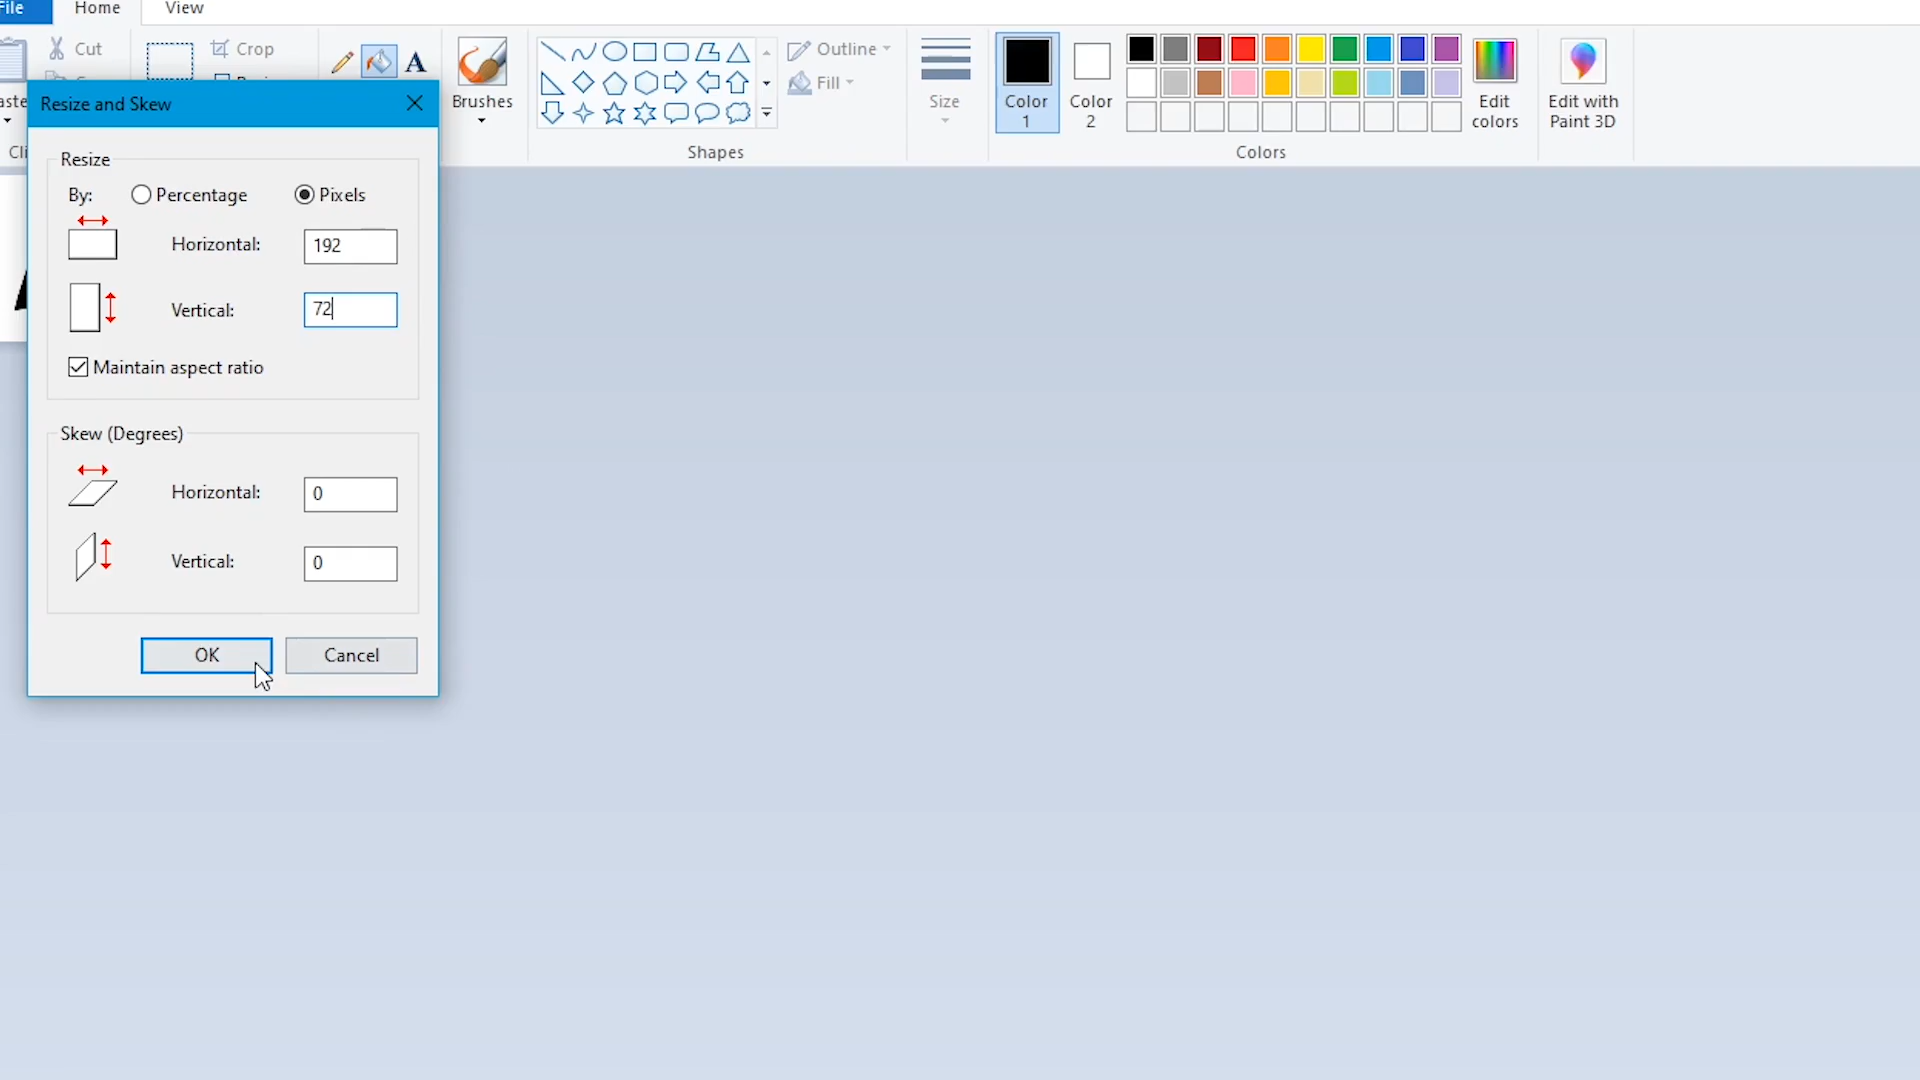 File Home View
Cut Crop
Paste Brushes Outline Fill Size Color 1 Color 2 Edit colors Edit with Paint 3D
Shapes Colors
Resize and Skew
Resize
By: Percentage Pixels
Horizontal: 192
Vertical: 72
Maintain aspect ratio
Skew (Degrees)
Horizontal: 0
Vertical: 0
OK Cancel